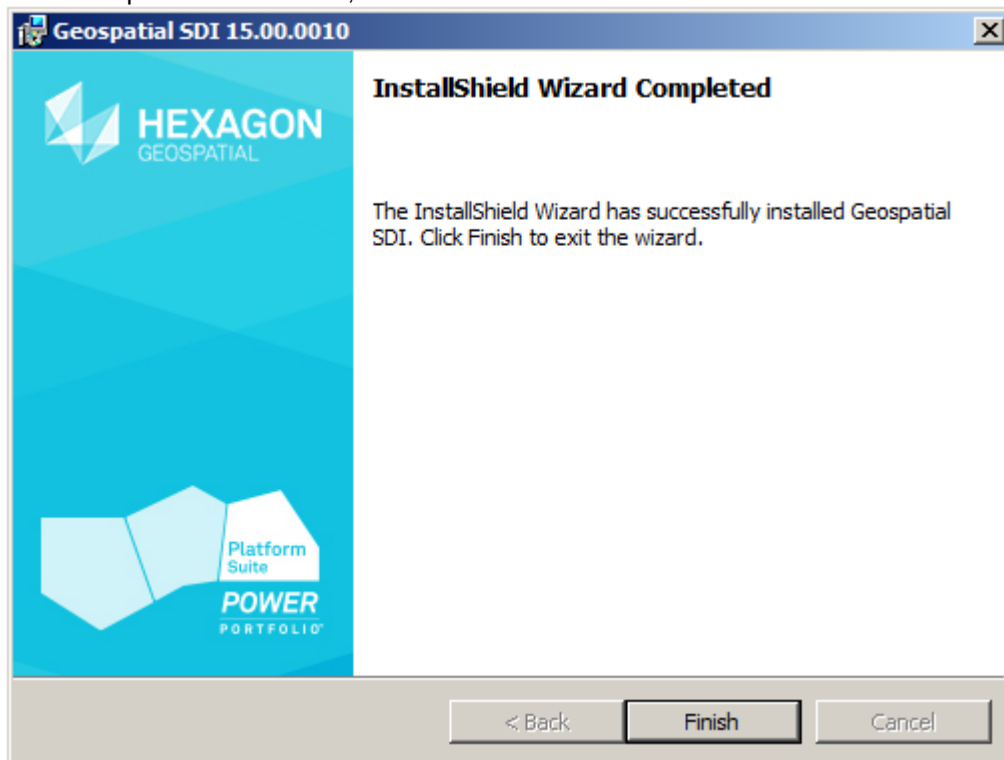 Geospatial SDI 15.00.0010
HEXAGON
GEOSPATIAL
InstallShield Wizard Completed
The InstallShield Wizard has successfully installed Geospatial
SDI. Click Finish to exit the wizard.
Platform
Suite
POWER
PORTFOLIO
< Back
Finish
Cancel